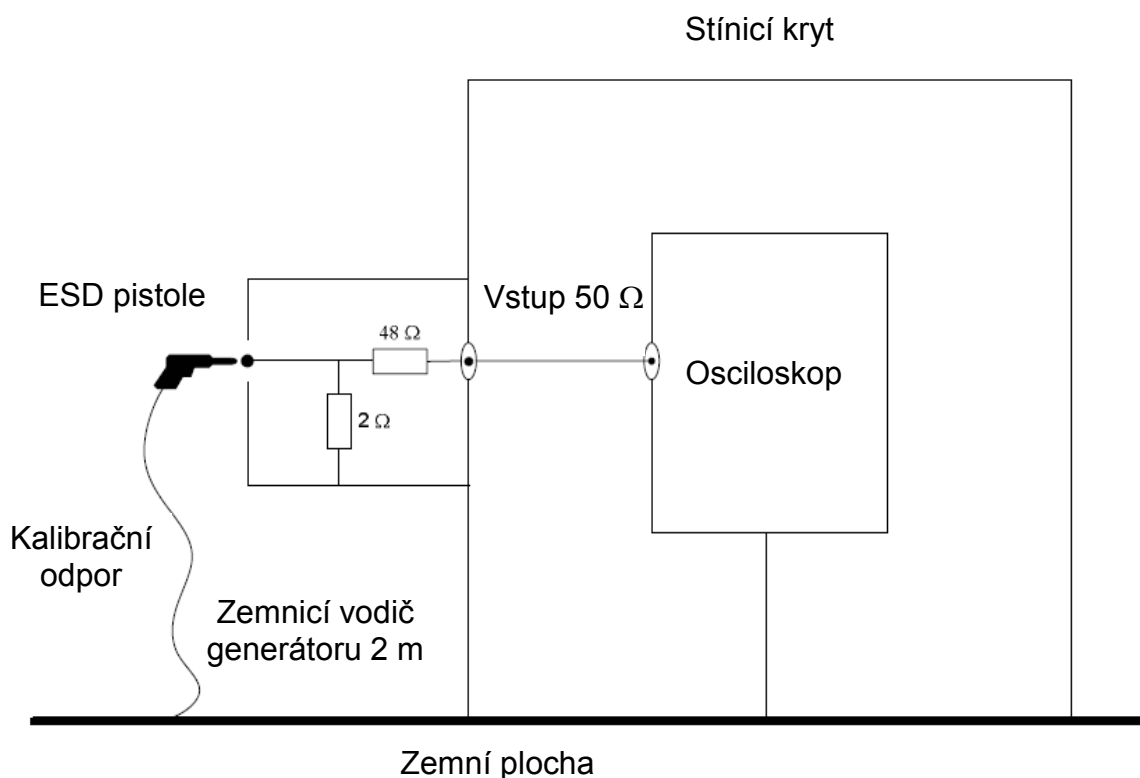 Stínicí kryt
ESD pistole
Vstup 50 Ω
48 Ω
Osciloskop
2 Ω
Kalibrační
odpor
Zemnicí vodič
generátoru 2 m
Zemní plocha